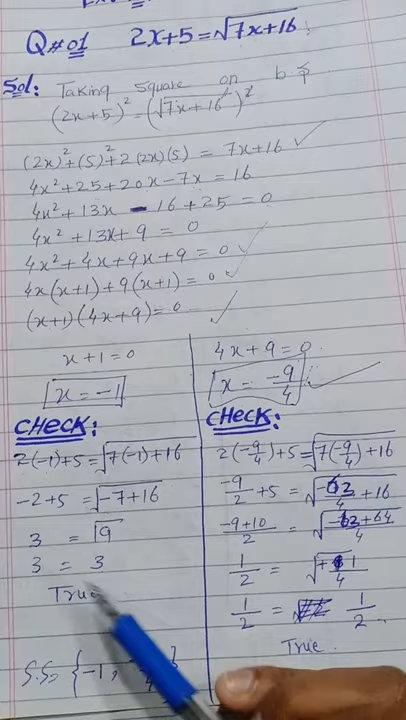 Q#01 2x+5=√7x+16
Sol: Taking square on b.p
(2x+5)² = (√7x+16)²
(2x)²+(5)²+2(2x)(5) = 7x+16
4x²+25+20x-7x = 16
4x²+13x-16+25 = 0
4x²+13x+9 = 0
4x²+4x+9x+9 = 0
4x(x+1)+9(x+1) = 0
(x+1)(4x+9) = 0
x+1=0
x = -1
CHECK:
2(-1)+5=√7(-1)+16
-2+5 = √-7+16
3 = √9
3 = 3
True
4x+9=0
x = -9/4
CHECK:
2(-9/4)+5=√7(-9/4)+16
-9/2+5 = √-63/4+16
-9+10/2 = √-63+64/4
1/2 = √+1/4
1/2 = 1/2
True.
S.S, {-1, }